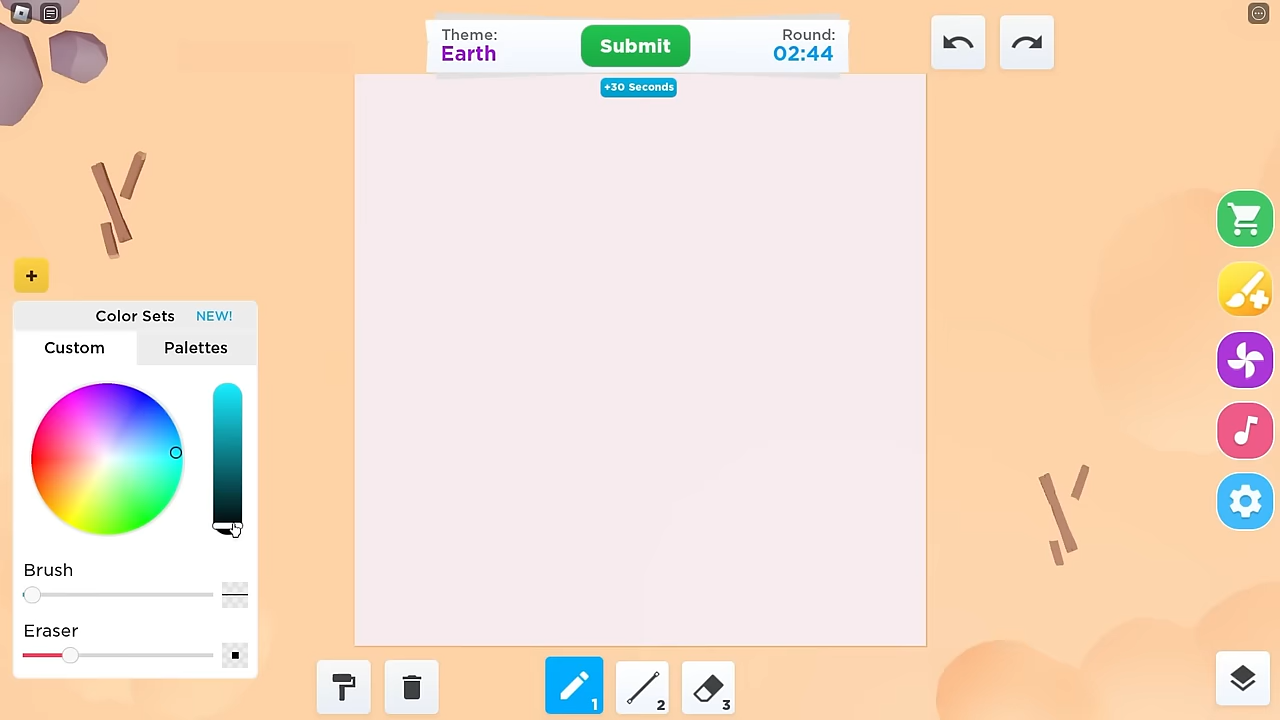 Theme:
Earth
Submit
Round:
02:44
+30 Seconds
+
Color Sets NEW!
Custom
Palettes
Brush
Eraser
1
2
3